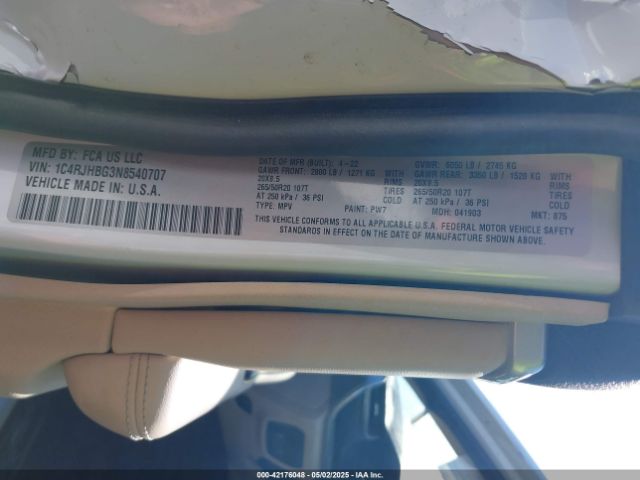 MFD BY: FCA US LLC
VIN: 1C4RJHBG3N8540707
VEHICLE MADE IN U.S.A.
DATE OF MFR (BUILT): 4-22 GVWR: 6050 LB / 2745 KG
GAWR FRONT: 2800 LB / 1271 KG WITH GAWR REAR: 3350 LB / 1520 KG WITH
20X9.5 RIMS 20X9.5 RIMS
265/50R20 107T TIRES 265/50R20 107T TIRES
AT 250 kPa / 36 PSI COLD AT 250 kPa / 36 PSI COLD
TYPE: MPV PAINT: PW7 MDH: 041903 MKT: 875
THIS VEHICLE CONFORMS TO ALL APPLICABLE U.S.A. FEDERAL MOTOR VEHICLE SAFETY
STANDARDS IN EFFECT ON THE DATE OF MANUFACTURE SHOWN ABOVE.
000-42176048 - 05/02/2025 - IAA Inc.